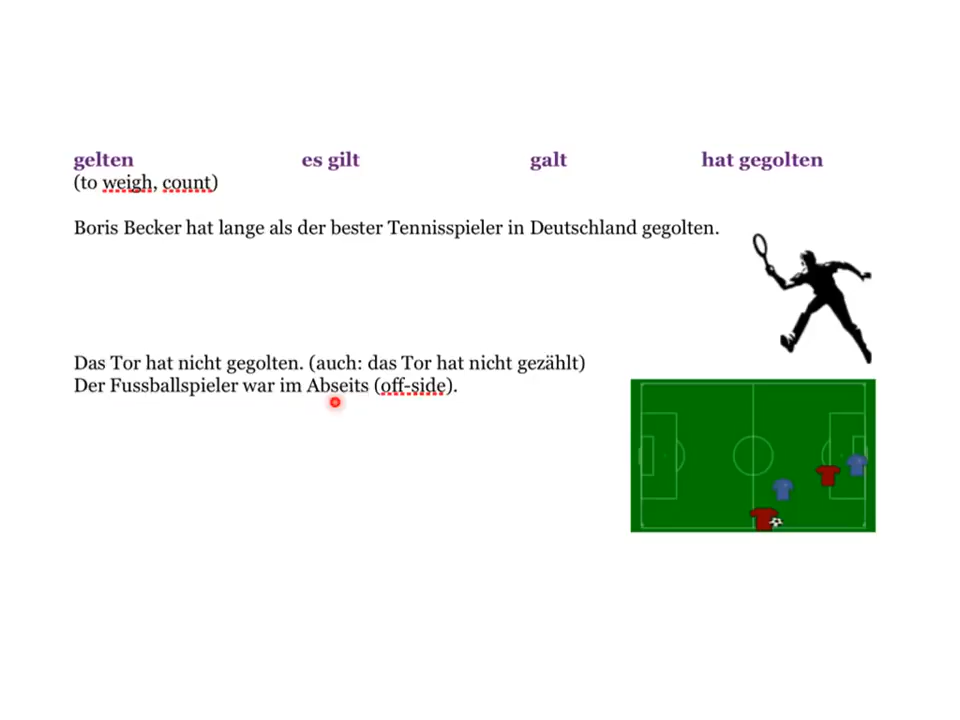 gelten es gilt galt hat gegolten
(to weigh, count)
Boris Becker hat lange als der bester Tennisspieler in Deutschland gegolten.
Das Tor hat nicht gegolten. (auch: das Tor hat nicht gezählt)
Der Fussballspieler war im Abseits (off-side).